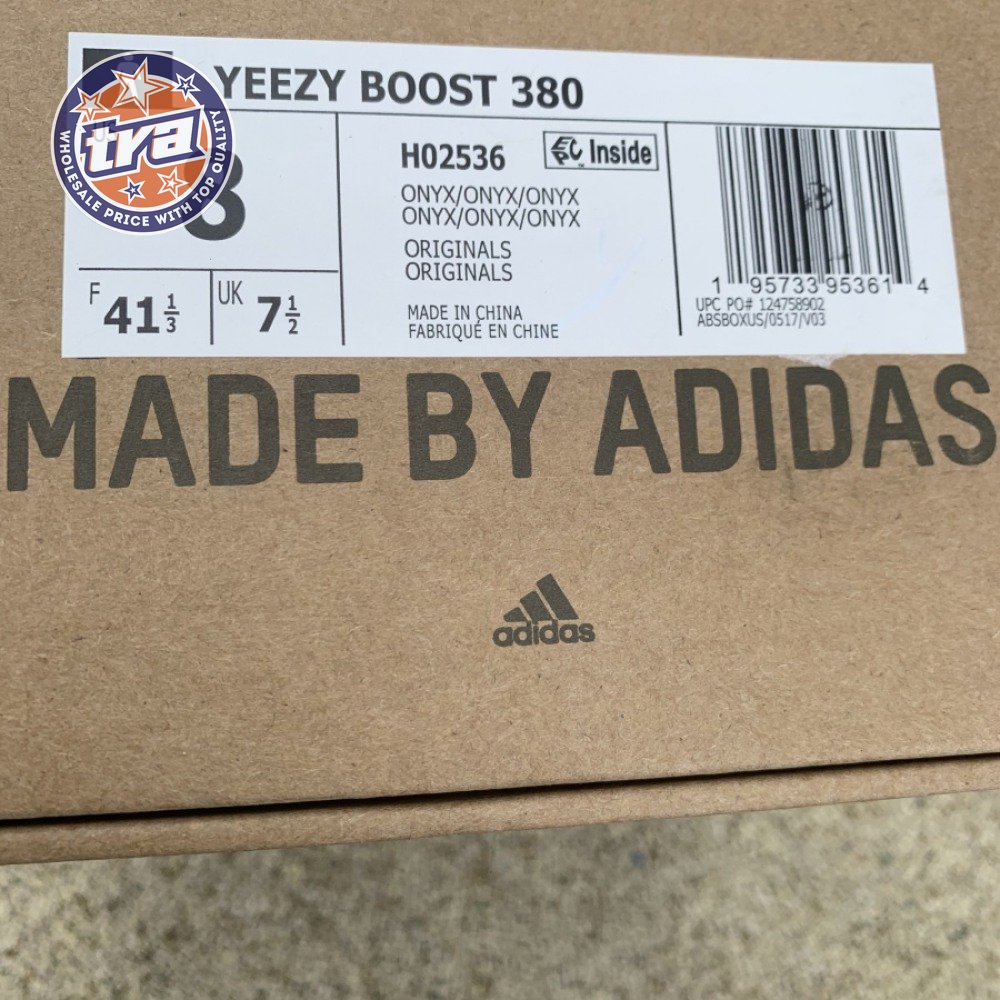 YEEZY BOOST 380
tra
WHOLESALE PRICE WITH TOP QUALITY
8
H02536
Inside
ONYX/ONYX/ONYX
ONYX/ONYX/ONYX
ORIGINALS
ORIGINALS
F 41 1/3
UK 7 1/2
MADE IN CHINA
FABRIQUÉ EN CHINE
1 95733 95361 4
UPC PO# 124758902
ABSBOXUS/0517/V03
MADE BY ADIDAS
adidas